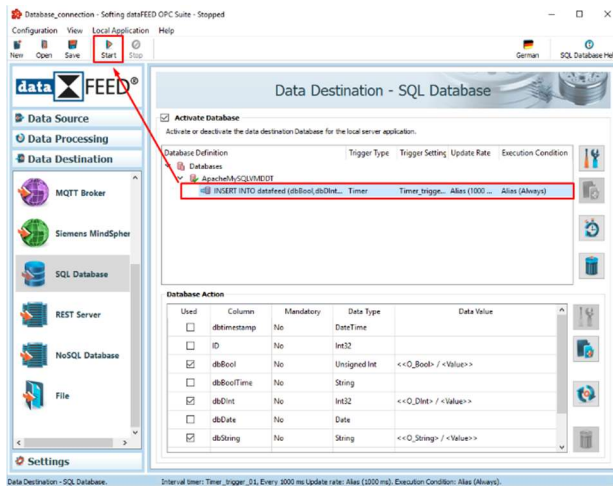 Database_connection - Softing dataFEED OPC Suite - Stopped
Configuration View Local Application Help
New Open Save Start Stop German SQL Database Hel
data FEED®
Data Destination - SQL Database
Data Source
Data Processing
Data Destination
MQTT Broker
Siemens MindSpher
SQL Database
REST Server
NoSQL Database
File
Settings
Activate Database
Activate or deactivate the data destination Database for the local server application.
Database Definition Trigger Type Trigger Setting Update Rate Execution Condition
Databases
ApacheMySQLVMDDT
INSERT INTO datafeed (dbBool,dbDInt... Timer Timer_trigge... Alias (1000 ... Alias (Always)
Database Action
Used Column Mandatory Data Type Data Value
dbtimestamp No DateTime
ID No Int32
dbBool No Unsigned Int <<O_Bool> / <Value>>
dbBoolTime No String
dbDInt No Int32 <<O_DInt> / <Value>>
dbDate No Date
dbString No String <<O_String> / <Value>>
Data Destination - SQL Database. Interval timer: Timer_trigger_01, Every 1000 ms Update rate: Alias (1000 ms). Execution Condition: Alias (Always).